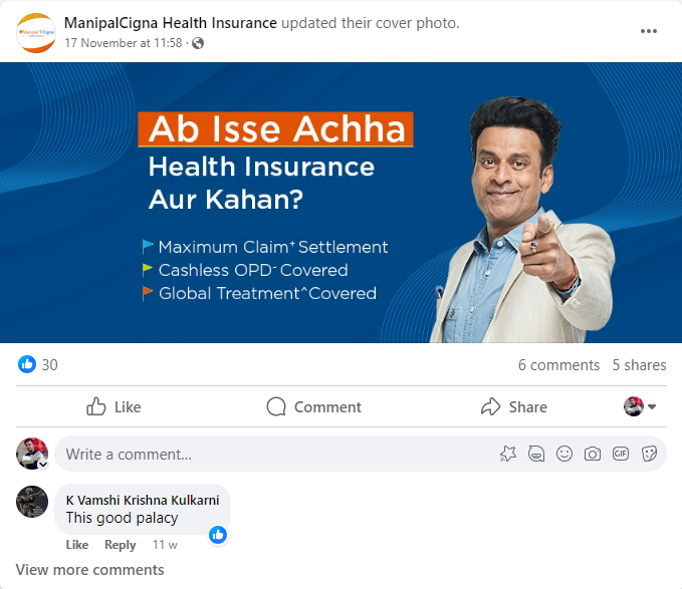 ManipalCigna Health Insurance updated their cover photo.
17 November at 11:58 ·
Ab Isse Achha
Health Insurance
Aur Kahan?
Maximum Claim+ Settlement
Cashless OPD~ Covered
Global Treatment^ Covered
30
6 comments 5 shares
Like Comment Share
Write a comment...
GIF
K Vamshi Krishna Kulkarni
This good palacy
Like Reply 11 w
View more comments